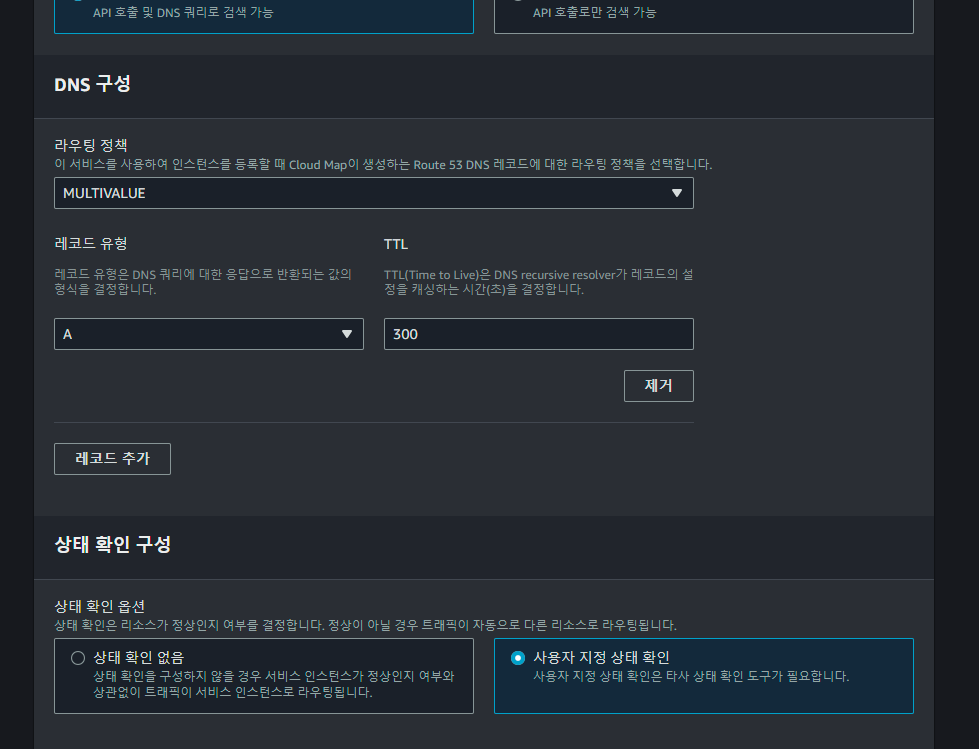 API 호출 및 DNS 쿼리로 검색 가능
API 호출로만 검색 가능
DNS 구성
라우팅 정책
이 서비스를 사용하여 인스턴스를 등록할 때 Cloud Map이 생성하는 Route 53 DNS 레코드에 대한 라우팅 정책을 선택합니다.
MULTIVALUE
레코드 유형
레코드 유형은 DNS 쿼리에 대한 응답으로 반환되는 값의
형식을 결정합니다.
A
TTL
TTL(Time to Live)은 DNS recursive resolver가 레코드의 설
정을 캐싱하는 시간(초)을 결정합니다.
300
제거
레코드 추가
상태 확인 구성
상태 확인 옵션
상태 확인은 리소스가 정상인지 여부를 결정합니다. 정상이 아닐 경우 트래픽이 자동으로 다른 리소스로 라우팅됩니다.
상태 확인 없음
상태 확인을 구성하지 않을 경우 서비스 인스턴스가 정상인지 여부와
상관없이 트래픽이 서비스 인스턴스로 라우팅됩니다.
사용자 지정 상태 확인
사용자 지정 상태 확인은 타사 상태 확인 도구가 필요합니다.